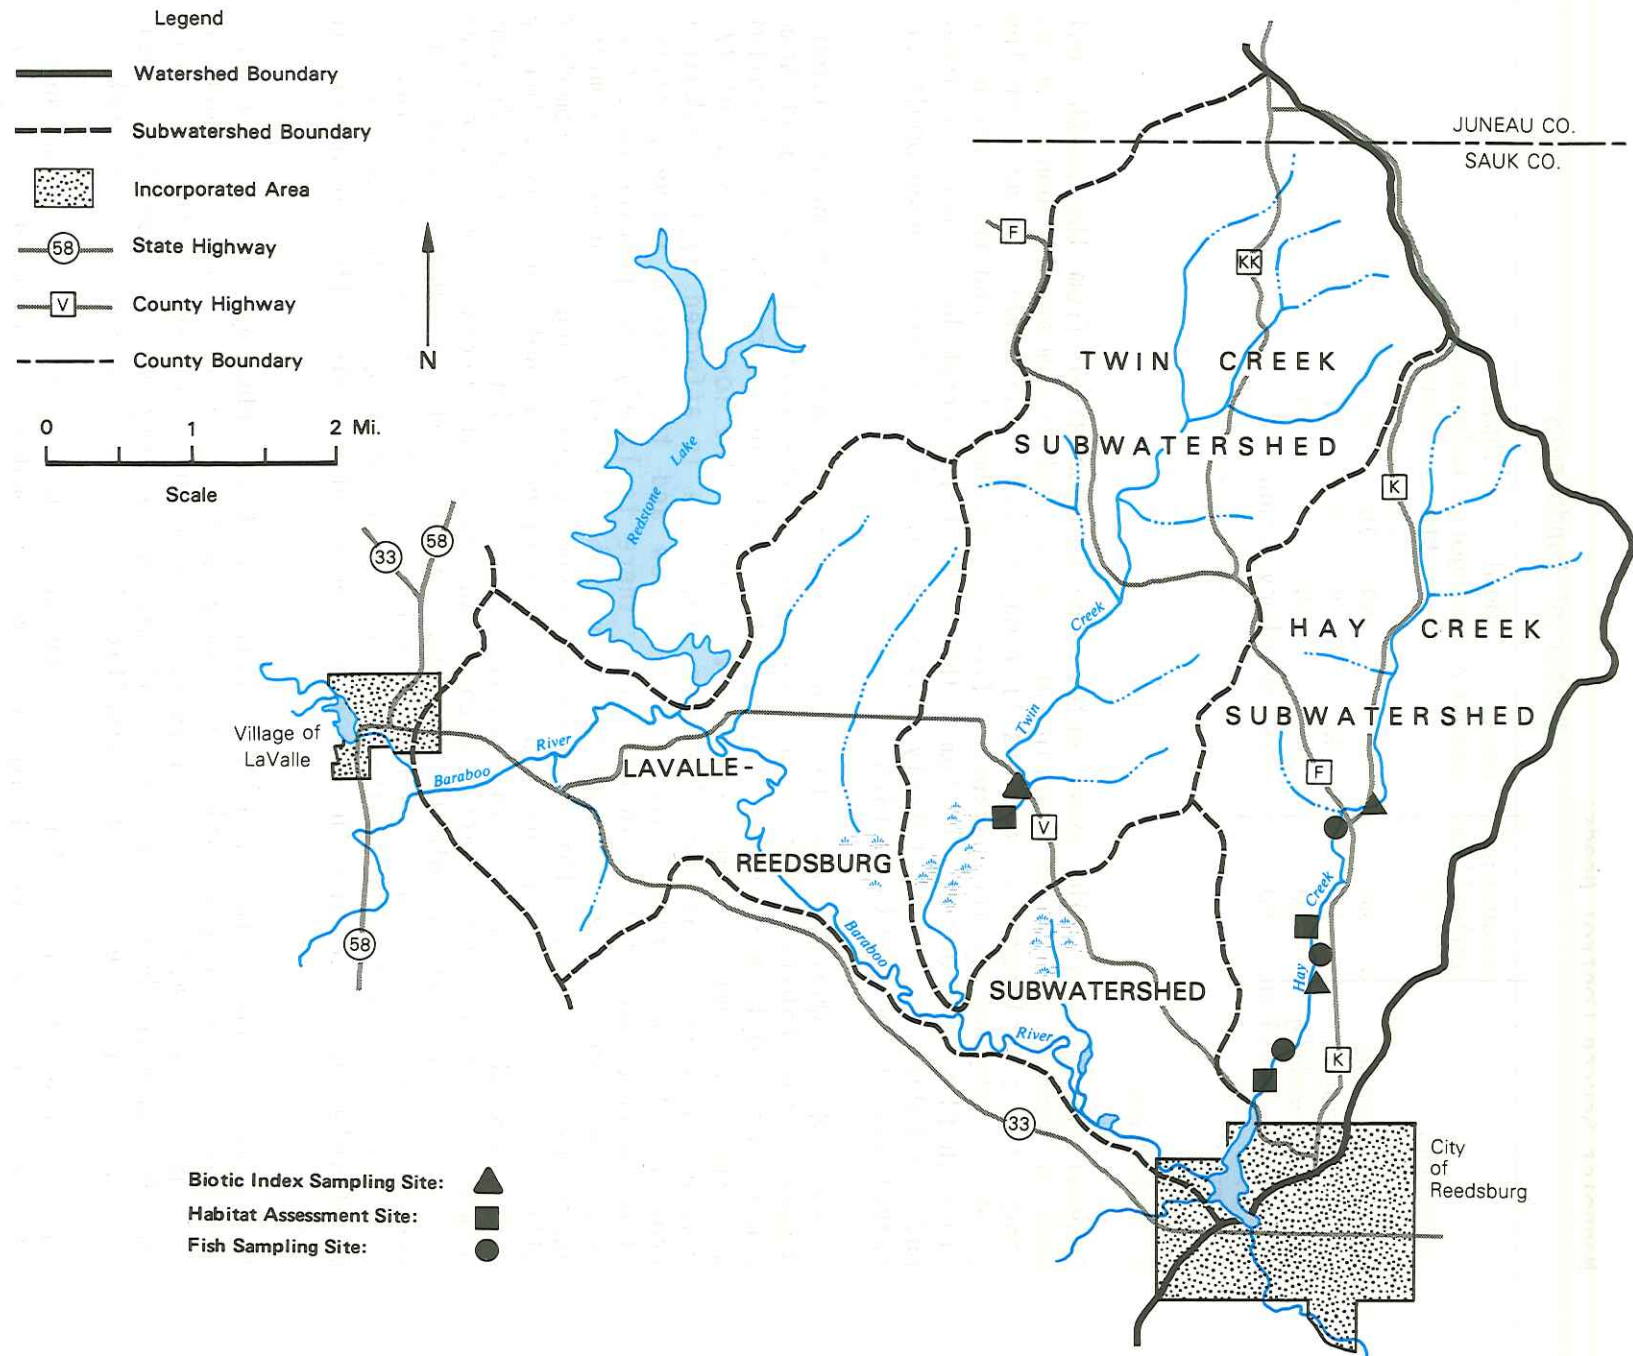 Legend
Watershed Boundary
Subwatershed Boundary
Incorporated Area
58 State Highway
V County Highway
County Boundary
N
0 1 2 Mi.
Scale
JUNEAU CO.
SAUK CO.
F
KK
TWIN CREEK
SUBWATERSHED
K
Redstone Lake
33
58
Creek
Twin
HAY CREEK
SUBWATERSHED
Village of
LaValle
River
Baraboo
LAVALLE-
F
V
REEDSBURG
Creek
Hay
58
Baraboo
SUBWATERSHED
River
K
33
City
of
Reedsburg
Biotic Index Sampling Site:
Habitat Assessment Site:
Fish Sampling Site: